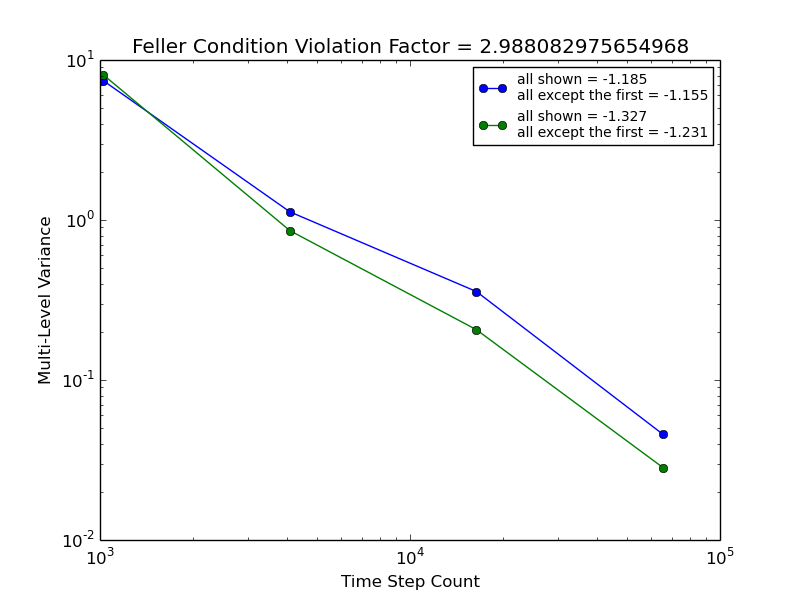 Feller Condition Violation Factor = 2.988082975654968
10^1
10^0
10^-1
10^-2
Multi-Level Variance
all shown = -1.185
all except the first = -1.155
all shown = -1.327
all except the first = -1.231
10^3
10^4
10^5
Time Step Count